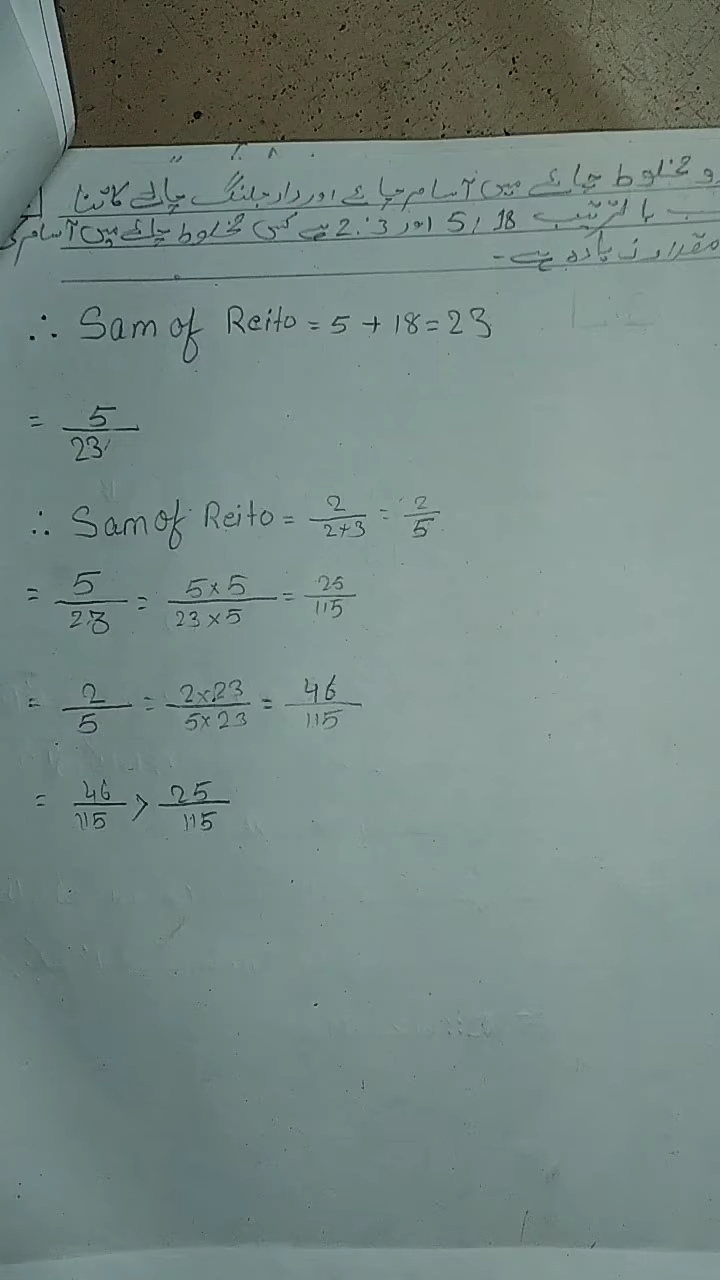 و مخلوط چائے میں آسام چائے اور دارجلنگ چائے کا تنا
سب بالترتیب 5/18 اور 2:3 ہے کس مخلوط چائے میں آسام کی
مقدار زیادہ ہے -
∴ Sam of Reito = 5 + 18 = 23
= 5/23
∴ Sam of Reito = 2/2+3 = 2/5
= 5/23 = 5×5/23×5 = 25/115
= 2/5 = 2×23/5×23 = 46/115
= 46/115 > 25/115